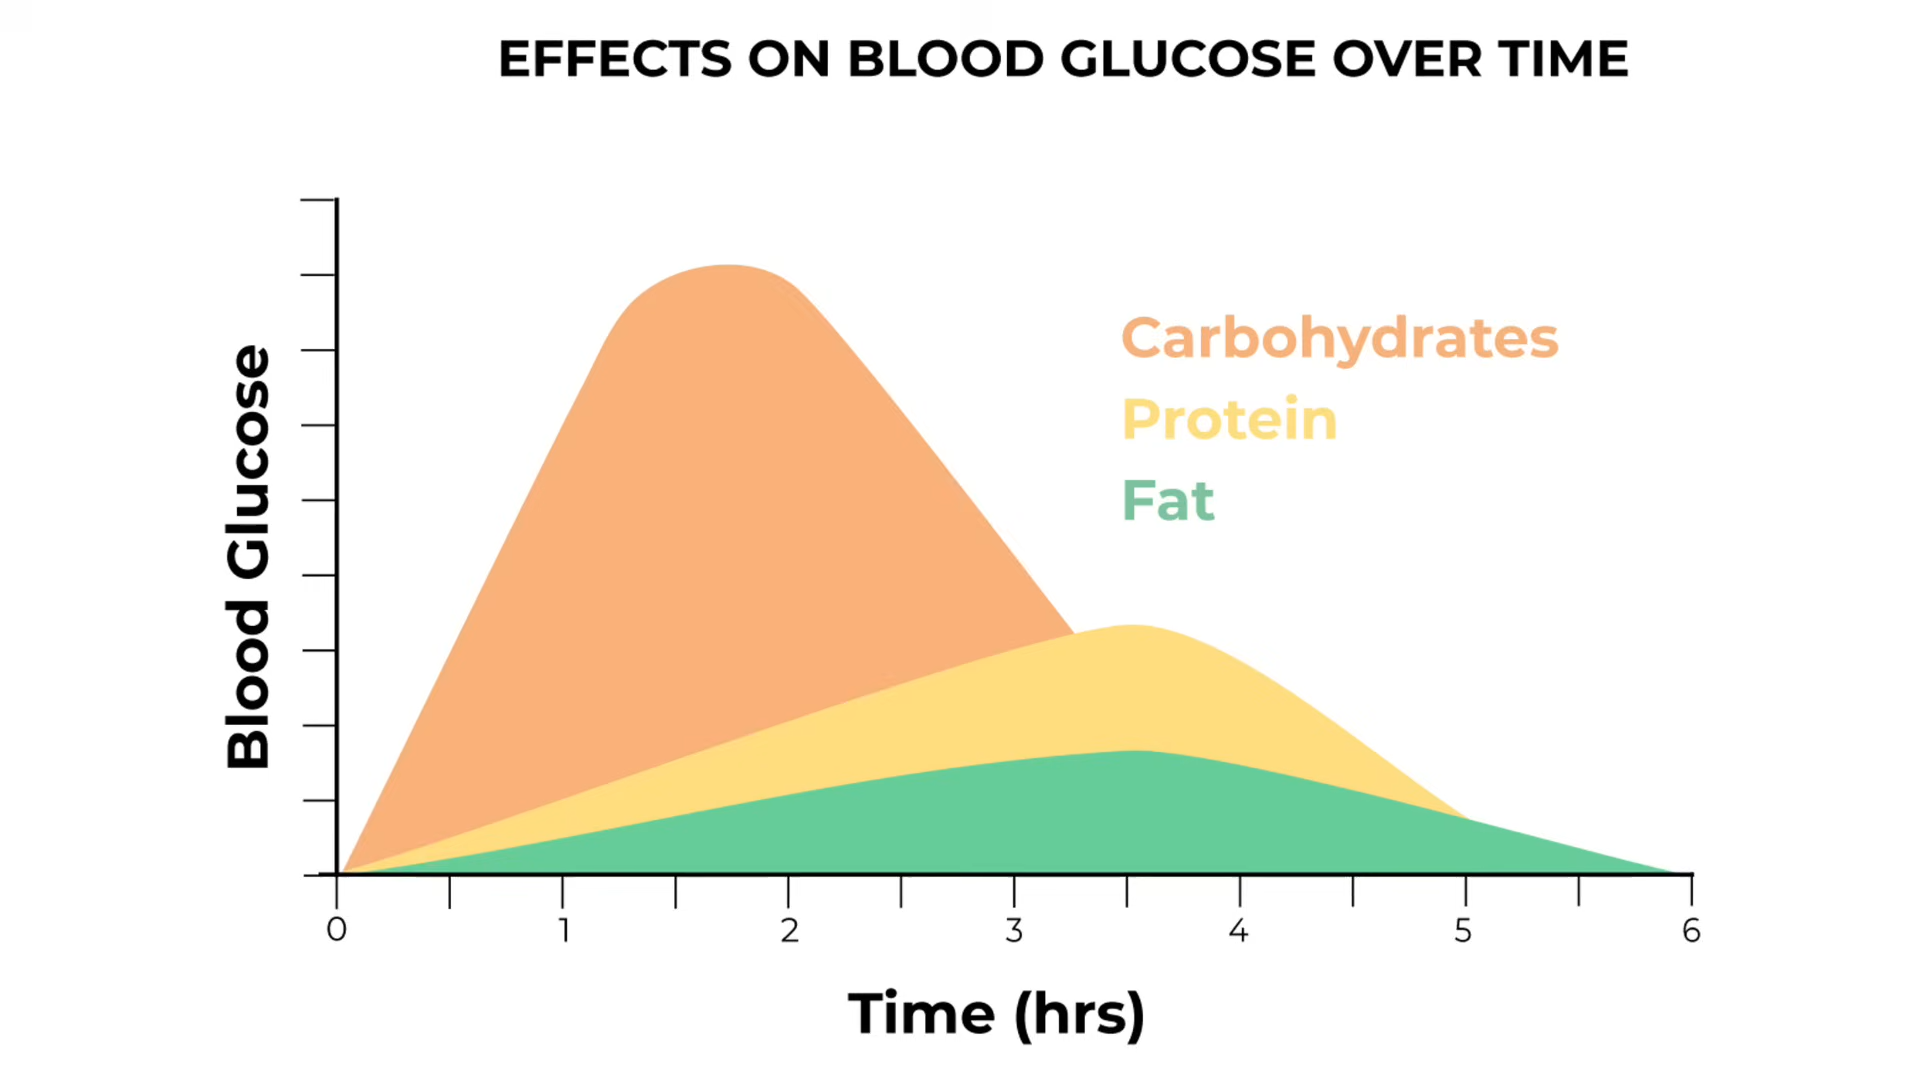 EFFECTS ON BLOOD GLUCOSE OVER TIME
Blood Glucose
Carbohydrates
Protein
Fat
0 1 2 3 4 5 6
Time (hrs)